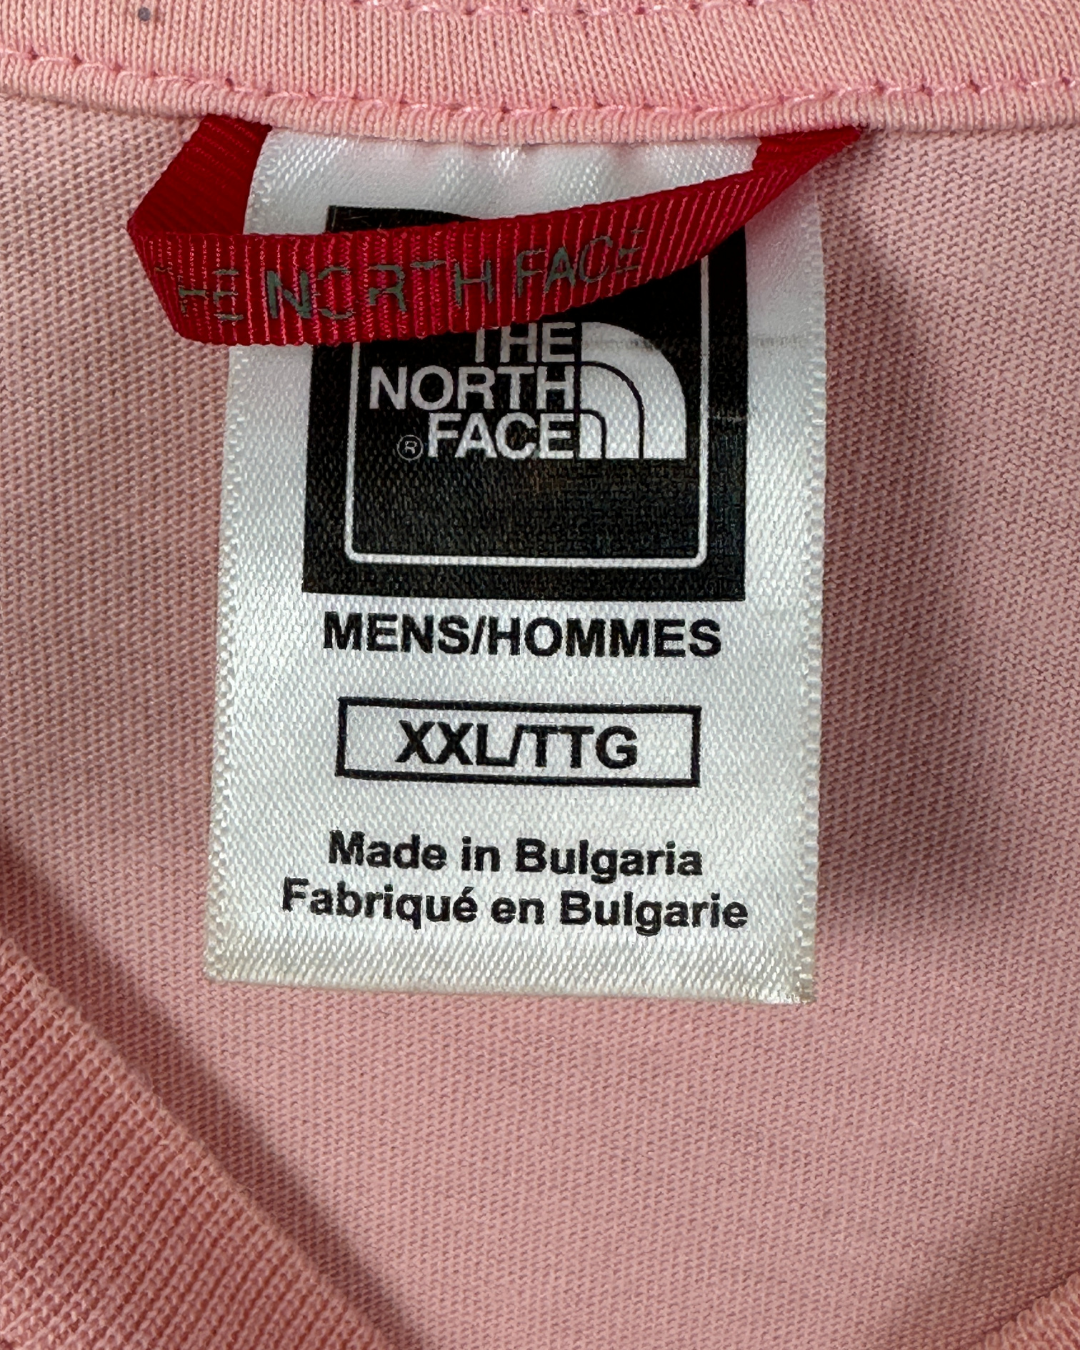 THE NORTH FACE
THE
NORTH
® FACE
MENS/HOMMES
XXL/TTG
Made in Bulgaria
Fabriqué en Bulgarie